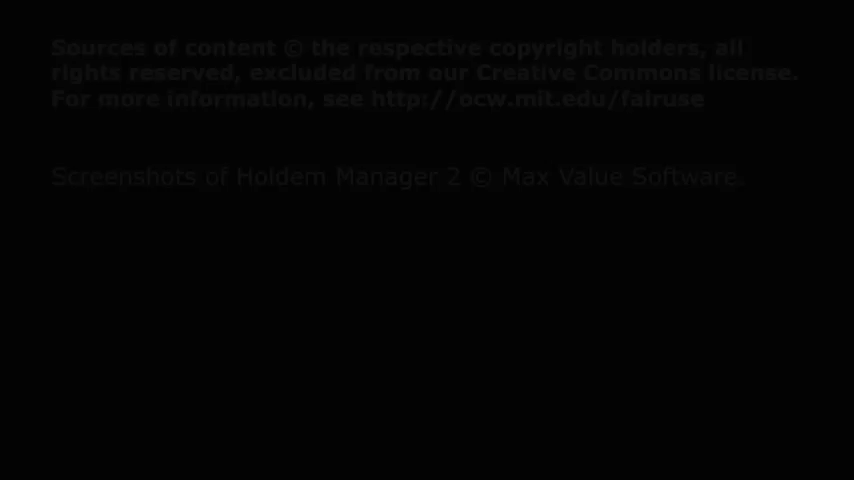 Sources of content © the respective copyright holders, all
rights reserved, excluded from our Creative Commons license.
For more information, see http://ocw.mit.edu/fairuse
Screenshots of Holdem Manager 2 © Max Value Software.